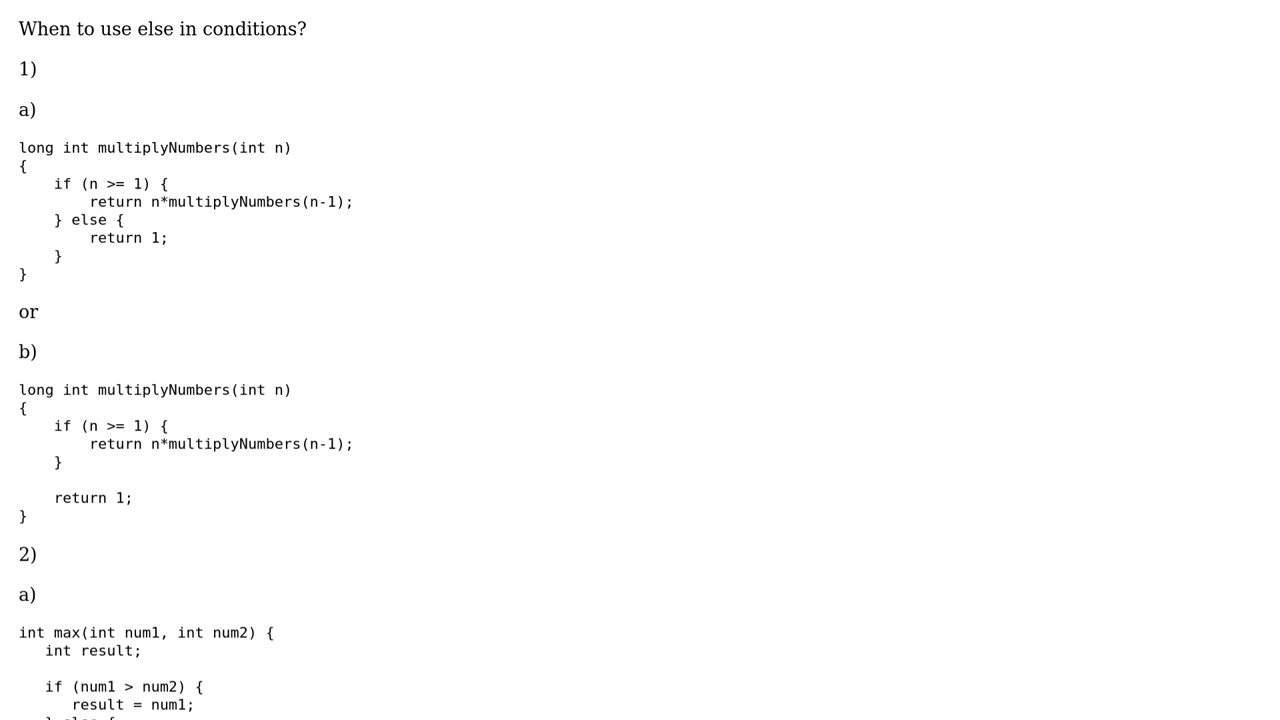 When to use else in conditions?
1)
a)
long int multiplyNumbers(int n)
{
    if (n >= 1) {
        return n*multiplyNumbers(n-1);
    } else {
        return 1;
    }
}
or
b)
long int multiplyNumbers(int n)
{
    if (n >= 1) {
        return n*multiplyNumbers(n-1);
    }

    return 1;
}
2)
a)
int max(int num1, int num2) {
   int result;

   if (num1 > num2) {
      result = num1;
   } else {